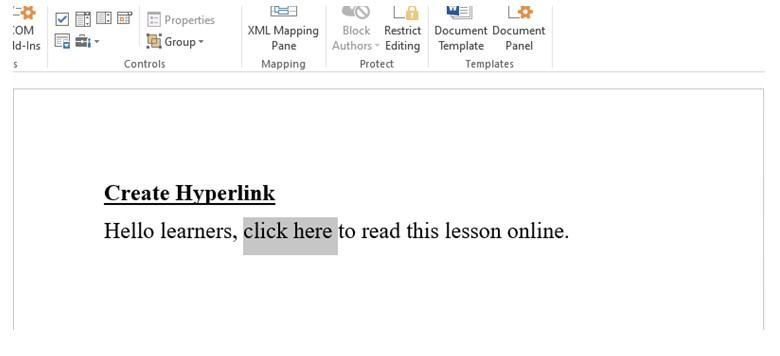 OM
ld-Ins
s
Properties
Group
Controls
XML Mapping
Pane
Mapping
Block
Authors
Restrict
Editing
Protect
Document
Template
Document
Panel
Templates
Create Hyperlink
Hello learners, click here to read this lesson online.